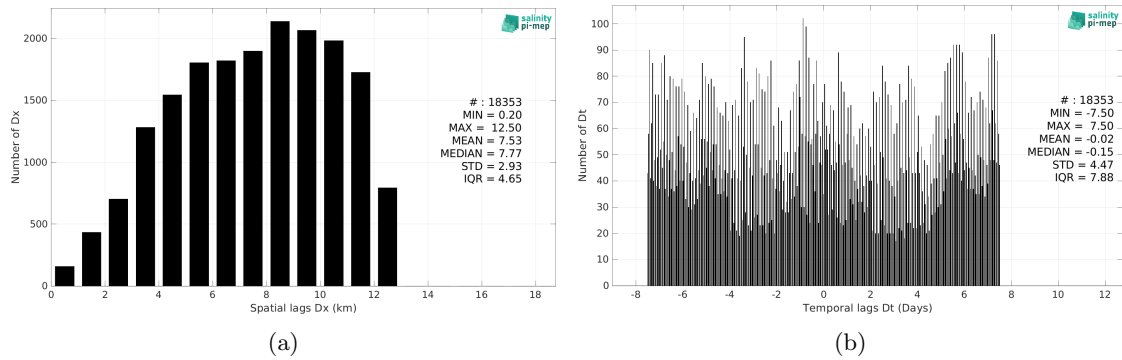 salinity
pi-mep
2000
1500
1000
500
0
Number of Dx
# : 18353
MIN = 0.20
MAX = 12.50
MEAN = 7.53
MEDIAN = 7.77
STD = 2.93
IQR = 4.65
0 2 4 6 8 10 12 14 16 18
Spatial lags Dx (km)
(a)
salinity
pi-mep
100
90
80
70
60
50
40
30
20
10
0
Number of Dt
# : 18353
MIN = -7.50
MAX = 7.50
MEAN = -0.02
MEDIAN = -0.15
STD = 4.47
IQR = 7.88
-8 -6 -4 -2 0 2 4 6 8 10 12
Temporal lags Dt (Days)
(b)